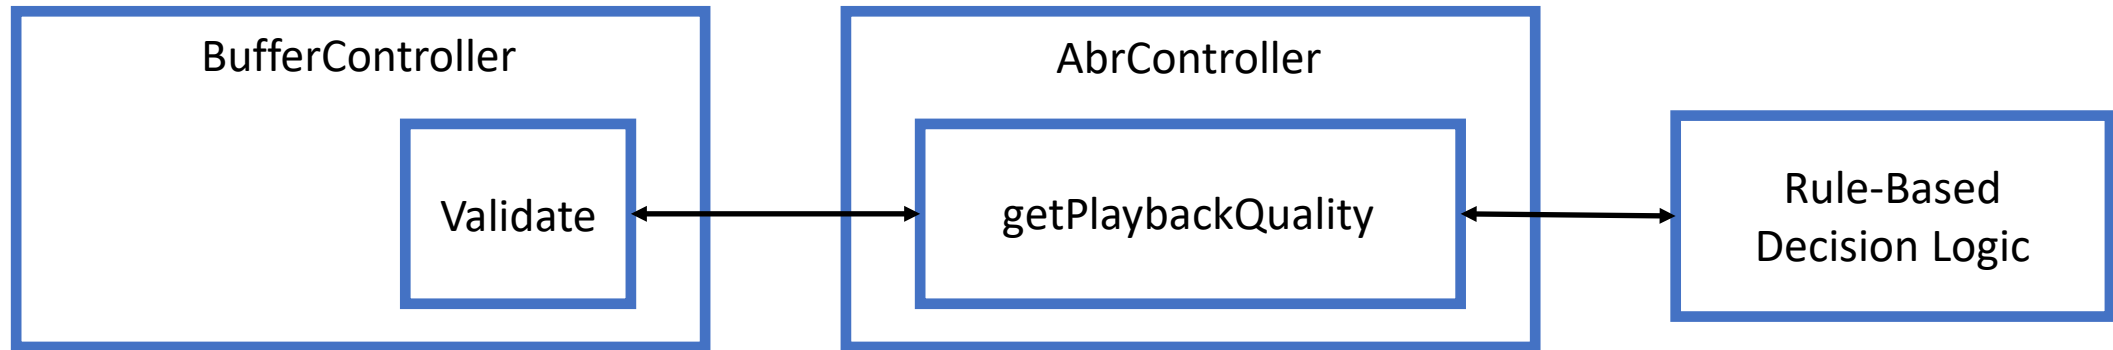 BufferController
Validate
AbrController
getPlaybackQuality
Rule-Based
Decision Logic